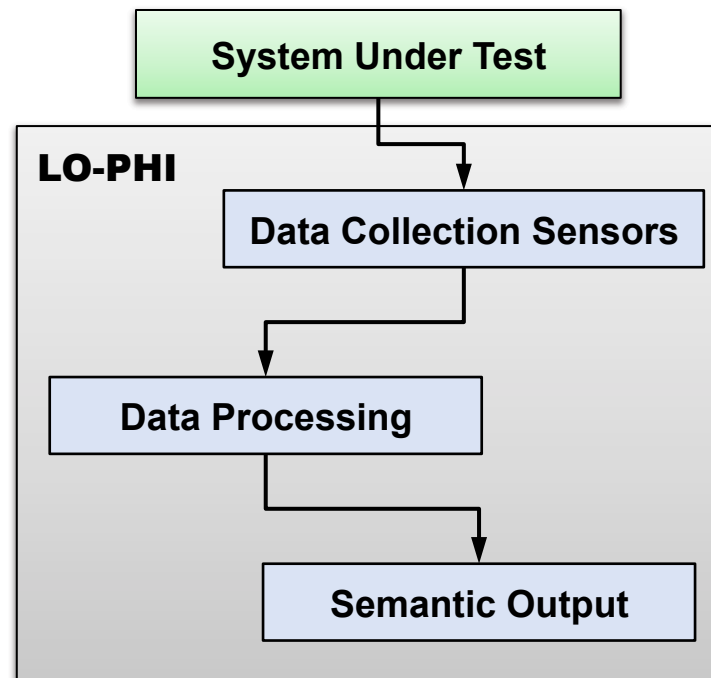 System Under Test
LO-PHI
Data Collection Sensors
Data Processing
Semantic Output